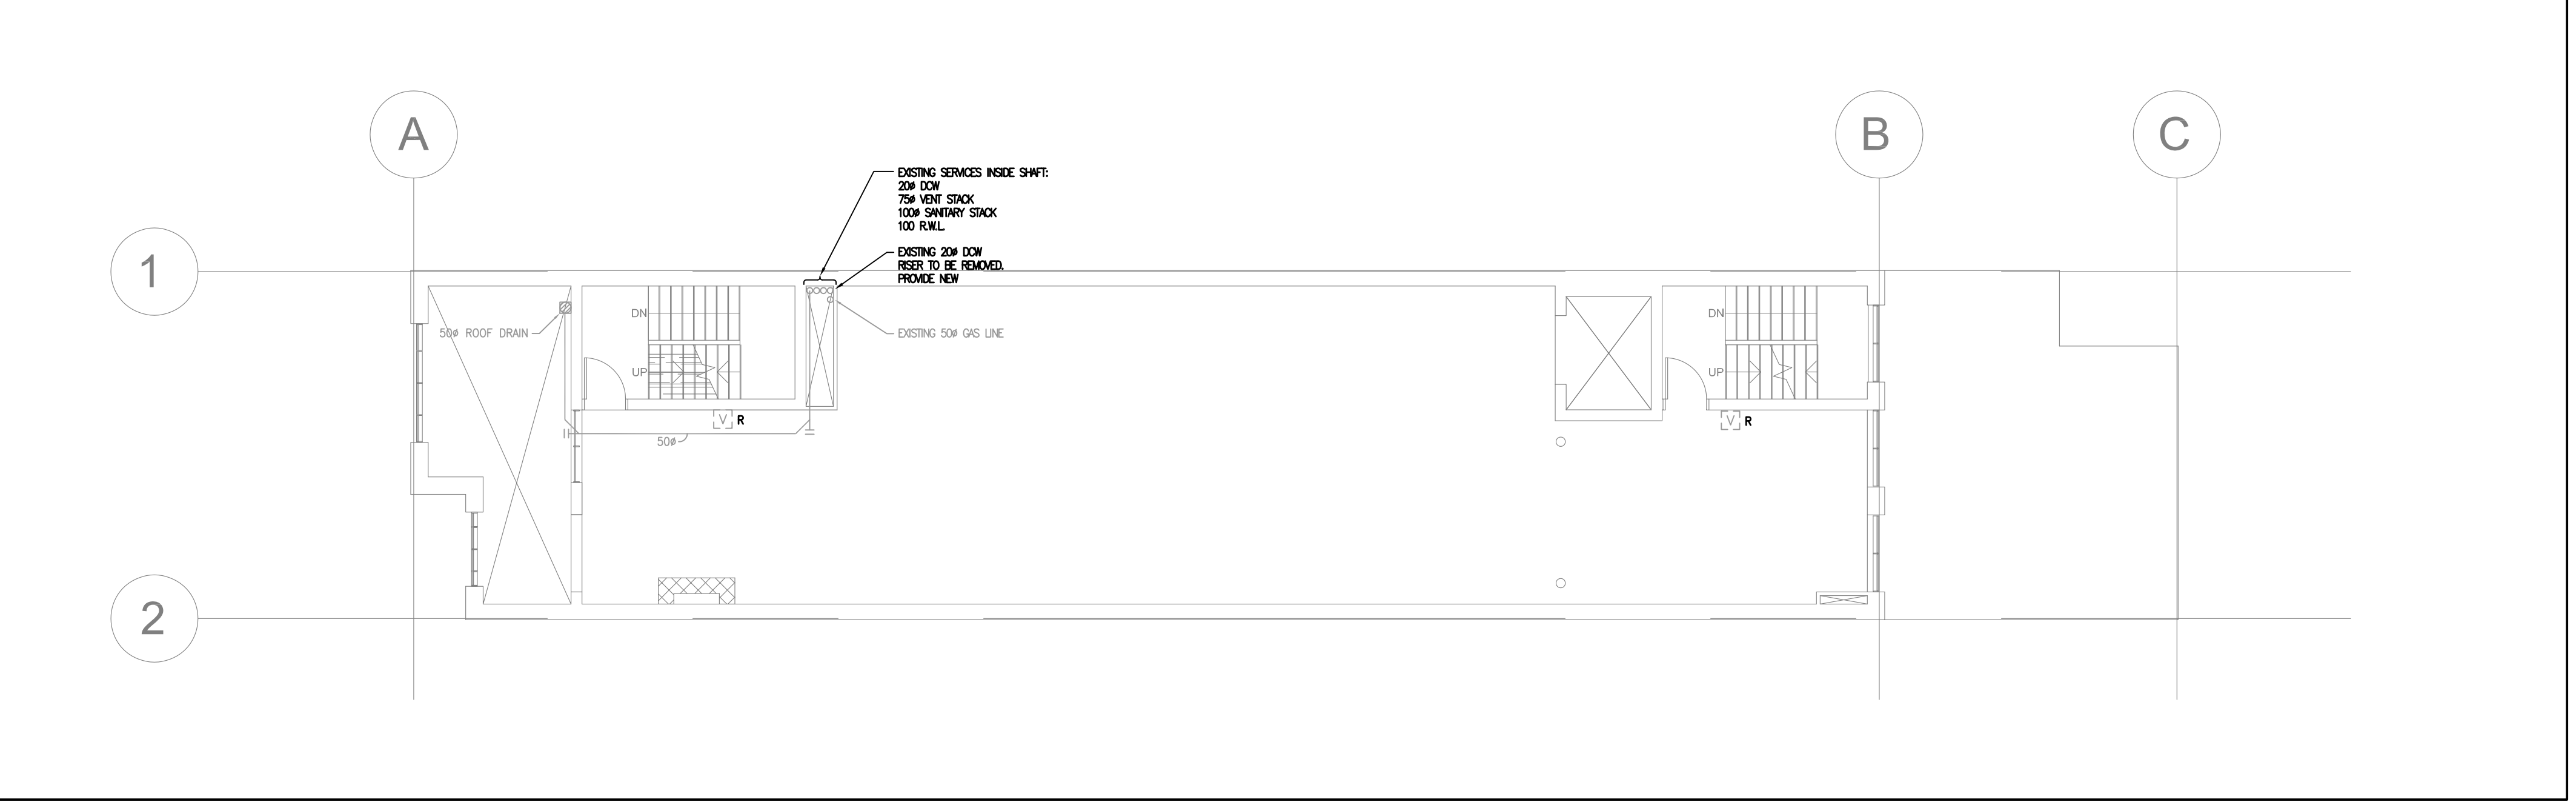 A
B
C
EXISTING SERVICES INSIDE SHAFT:
20ø DCW
75ø VENT STACK
100ø SANITARY STACK
100 R.W.L.
1
EXISTING 20ø DCW
RISER TO BE REMOVED.
PROVIDE NEW
DN
DN
50ø ROOF DRAIN
EXISTING 50ø GAS LINE
UP
UP
V R
V R
50ø
2